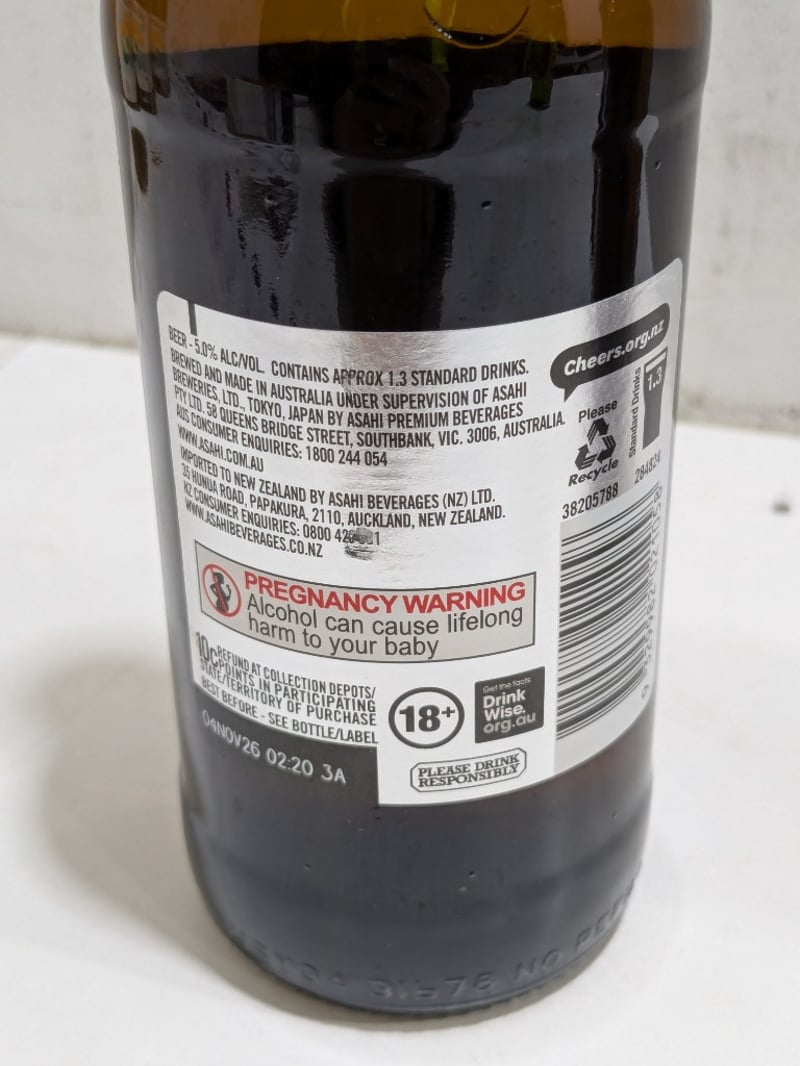 BEER - 5.0% ALC/VOL. CONTAINS APPROX 1.3 STANDARD DRINKS.
BREWED AND MADE IN AUSTRALIA UNDER SUPERVISION OF ASAHI
BREWERIES, LTD., TOKYO, JAPAN BY ASAHI PREMIUM BEVERAGES
PTY LTD. 58 QUEENS BRIDGE STREET, SOUTHBANK, VIC. 3006, AUSTRALIA.
AUS CONSUMER ENQUIRIES: 1800 244 054
WWW.ASAHI.COM.AU
IMPORTED TO NEW ZEALAND BY ASAHI BEVERAGES (NZ) LTD.
35 HUNUA ROAD, PAPAKURA, 2110, AUCKLAND, NEW ZEALAND.
NZ CONSUMER ENQUIRIES: 0800
WWW.ASAHIBEVERAGES.CO.NZ
PREGNANCY WARNING
Alcohol can cause lifelong
harm to your baby
10c REFUND AT COLLECTION DEPOTS/
POINTS IN PARTICIPATING
STATE/TERRITORY OF PURCHASE
BEST BEFORE - SEE BOTTLE/LABEL
04NOV26 02:20 3A
18+
Get the facts
Drink
Wise.
org.au
PLEASE DRINK
RESPONSIBLY
Cheers.org.nz
Please
Recycle
Standard Drinks
1.3
38205788
NO